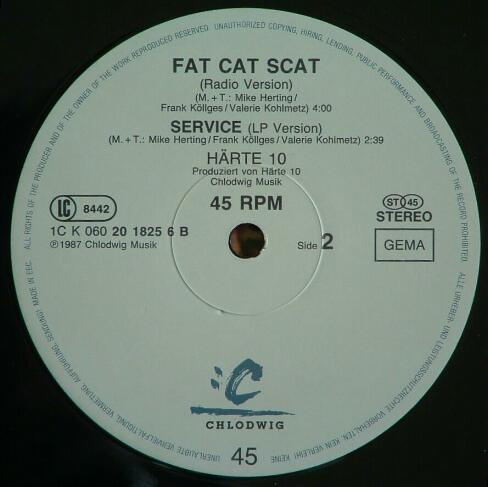 FAT CAT SCAT
(Radio Version)
(M. + T.: Mike Herting/
Frank Köllges/Valerie Kohlmetz) 4:00
SERVICE (LP Version)
(M. + T.: Mike Herting/Frank Köllges/Valerie Kohlmetz) 2:39
HÄRTE 10
Produziert von Härte 10
Chlodwig Musik
45 RPM
LC 8442
1C K 060 20 1825 6 B
℗1987 Chlodwig Musik
Side 2
ST 45
STEREO
GEMA
CHLODWIG
45
ALL RIGHTS OF THE PRODUCER AND OF THE OWNER OF THE WORK REPRODUCED RESERVED. UNAUTHORIZED COPYING, HIRING, LENDING, PUBLIC PERFORMANCE AND BROADCASTING OF THE RECORD PROHIBITED.
ALLE URHEBER- UND LEISTUNGSSCHUTZRECHTE VORBEHALTEN. KEIN VERLEIH! KEINE UNERLAUBTE VERVIELFÄLTIGUNG, VERMIETUNG, AUFFÜHRUNG, SENDUNG. MADE IN EEC.